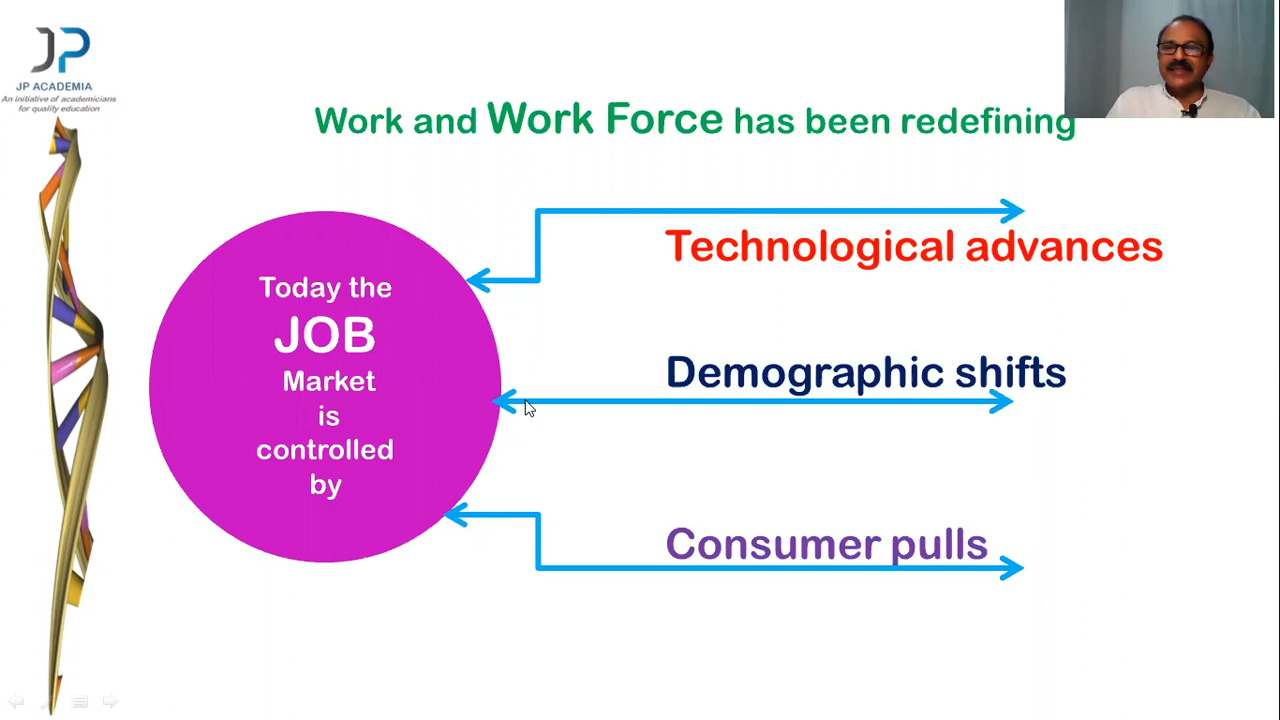 JP
JP ACADEMIA
An initiative of academicians
for quality education
Work and Work Force has been redefining
Today the
JOB
Market
is
controlled
by
Technological advances
Demographic shifts
Consumer pulls